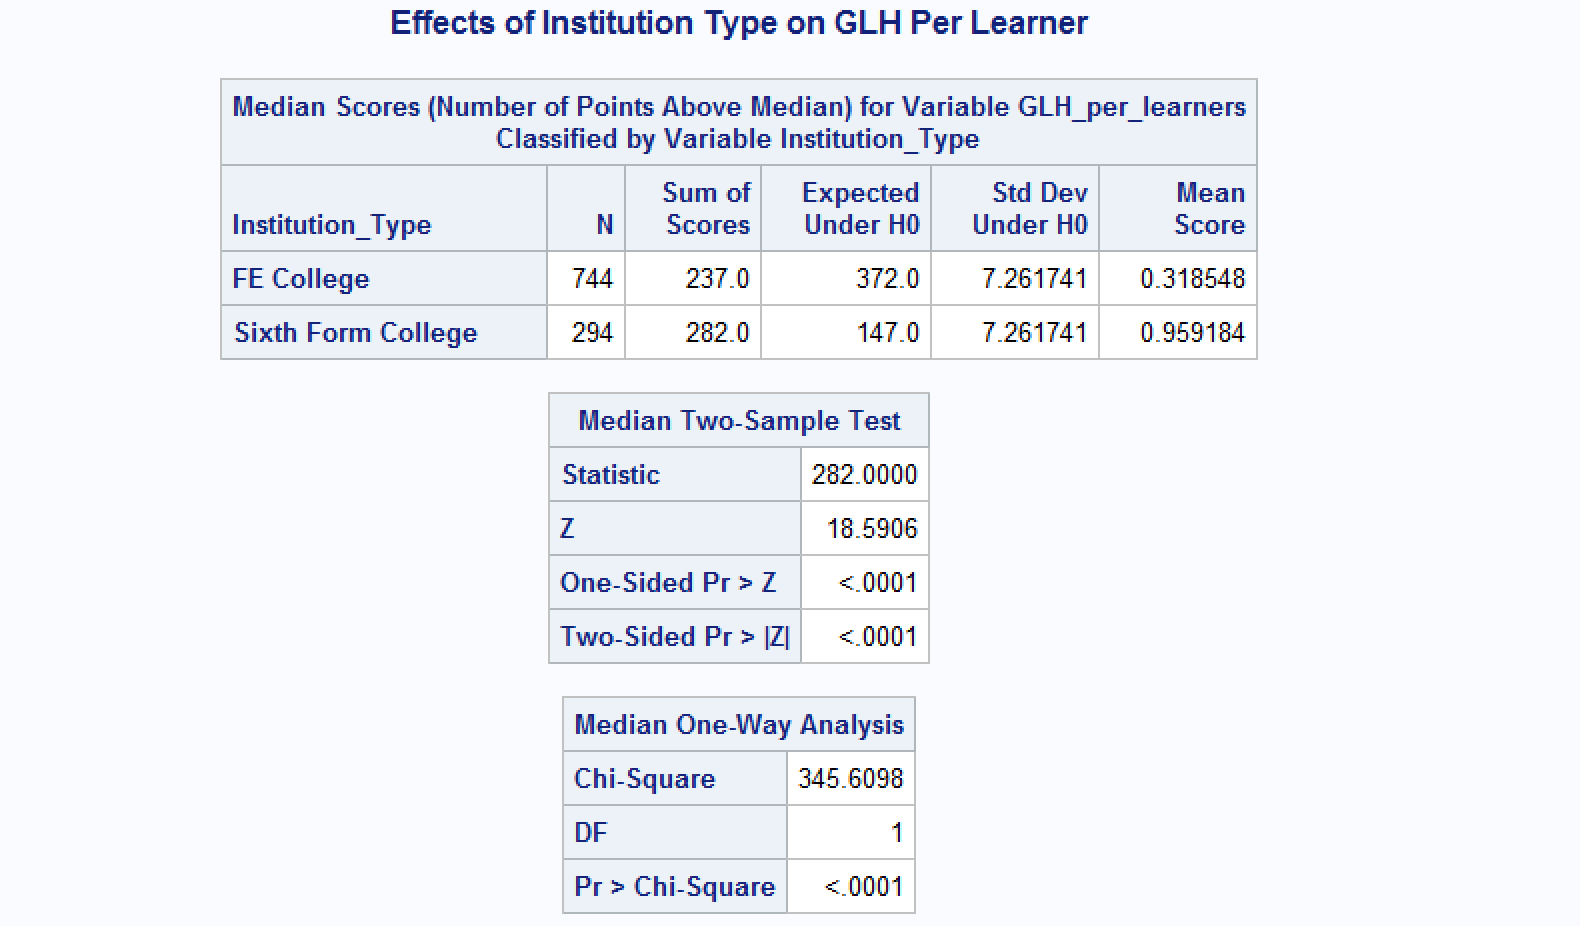 Effects of Institution Type on GLH Per Learner
Median Scores (Number of Points Above Median) for Variable GLH_per_learners
Classified by Variable Institution_Type
Institution_Type N Sum of Scores Expected Under H0 Std Dev Under H0 Mean Score
FE College 744 237.0 372.0 7.261741 0.318548
Sixth Form College 294 282.0 147.0 7.261741 0.959184
Median Two-Sample Test
Statistic 282.0000
Z 18.5906
One-Sided Pr > Z <.0001
Two-Sided Pr > |Z| <.0001
Median One-Way Analysis
Chi-Square 345.6098
DF 1
Pr > Chi-Square <.0001